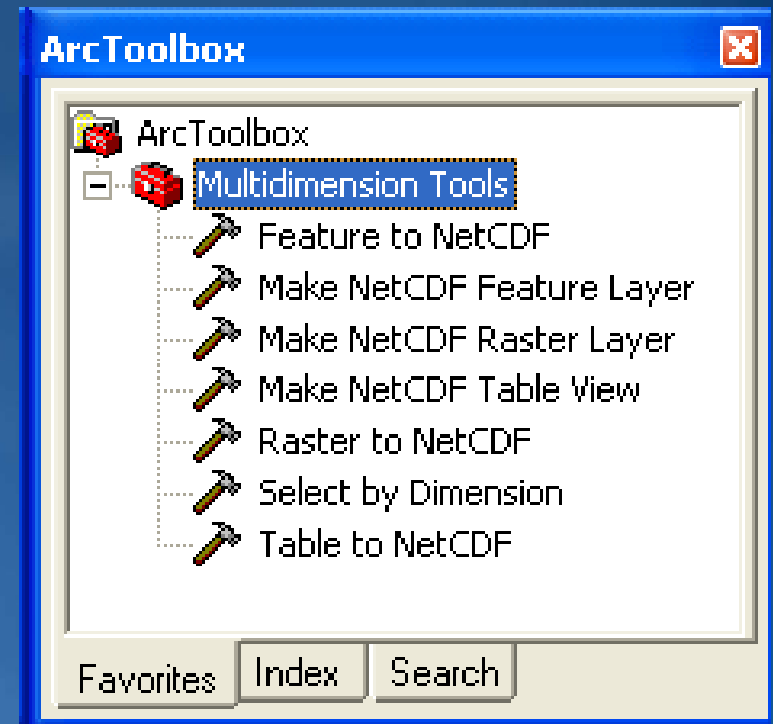 ArcToolbox
ArcToolbox
Multidimension Tools
Feature to NetCDF
Make NetCDF Feature Layer
Make NetCDF Raster Layer
Make NetCDF Table View
Raster to NetCDF
Select by Dimension
Table to NetCDF
Favorites Index Search